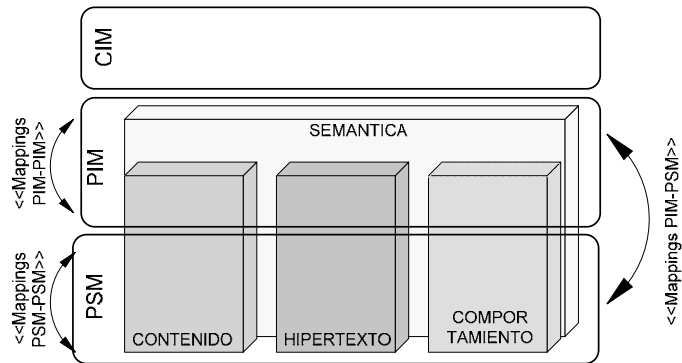 CIM
SEMANTICA
<<Mappings
PIM-PIM>>
PIM
<<Mappings PIM-PSM>>
<<Mappings
PSM-PSM>>
PSM
CONTENIDO
HIPERTEXTO
COMPOR
TAMIENTO